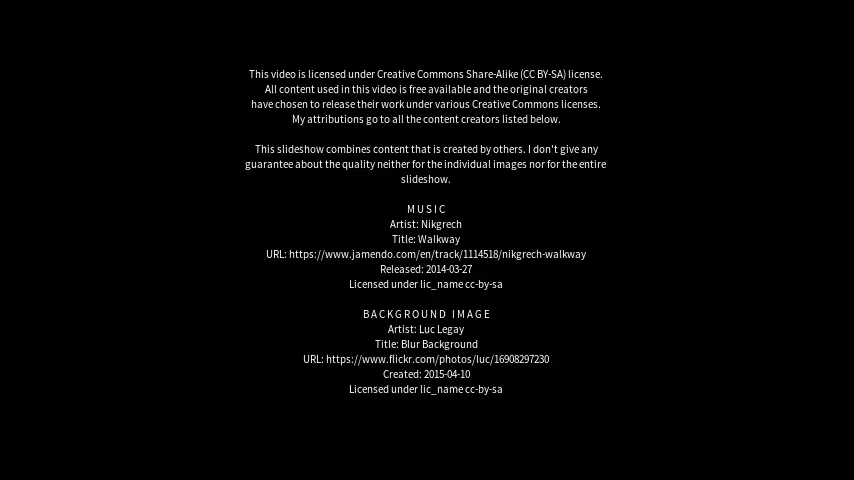 This video is licensed under Creative Commons Share-Alike (CC BY-SA) license.
All content used in this video is free available and the original creators
have chosen to release their work under various Creative Commons licenses.
My attributions go to all the content creators listed below.
This slideshow combines content that is created by others. I don't give any
guarantee about the quality neither for the individual images nor for the entire
slideshow.
MUSIC
Artist: Nikgrech
Title: Walkway
URL: https://www.jamendo.com/en/track/1114518/nikgrech-walkway
Released: 2014-03-27
Licensed under lic_name cc-by-sa
BACKGROUND IMAGE
Artist: Luc Legay
Title: Blur Background
URL: https://www.flickr.com/photos/luc/16908297230
Created: 2015-04-10
Licensed under lic_name cc-by-sa